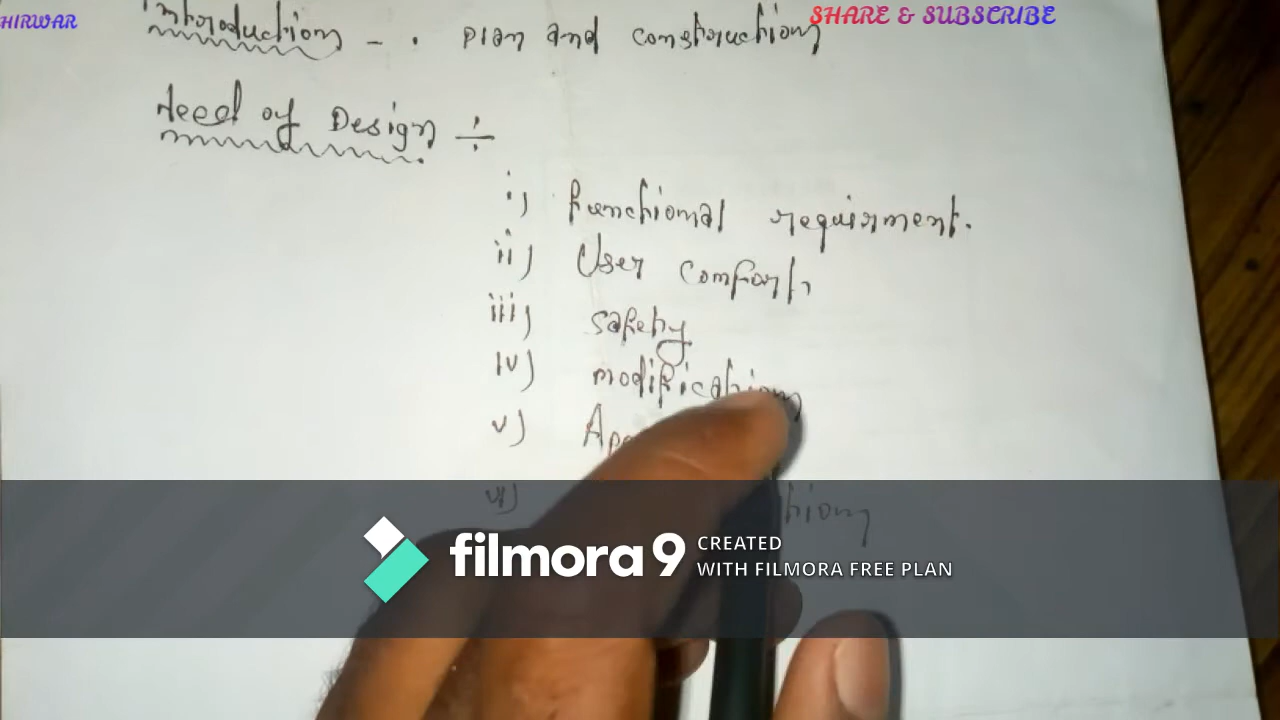 HIRWAR
SHARE & SUBSCRIBE
Introduction - . plan and construction
Need of Design ÷
i) functional requirment.
ii) User comfort,
iii) safety
iv) modification
v)
vi)
filmora 9 CREATED
WITH FILMORA FREE PLAN